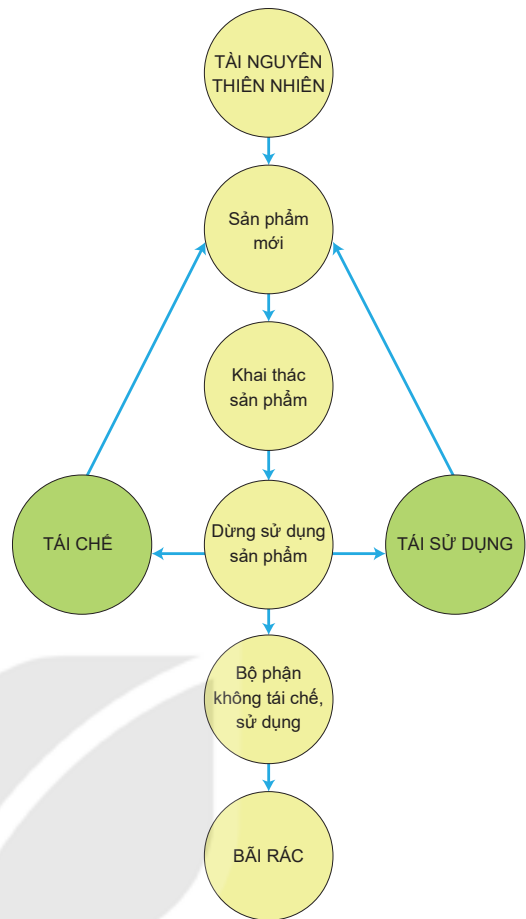 TÀI NGUYÊN
THIÊN NHIÊN
Sản phẩm
mới
Khai thác
sản phẩm
TÁI CHẾ
Dừng sử dụng
sản phẩm
TÁI SỬ DỤNG
Bộ phận
không tái chế,
sử dụng
BÃI RÁC